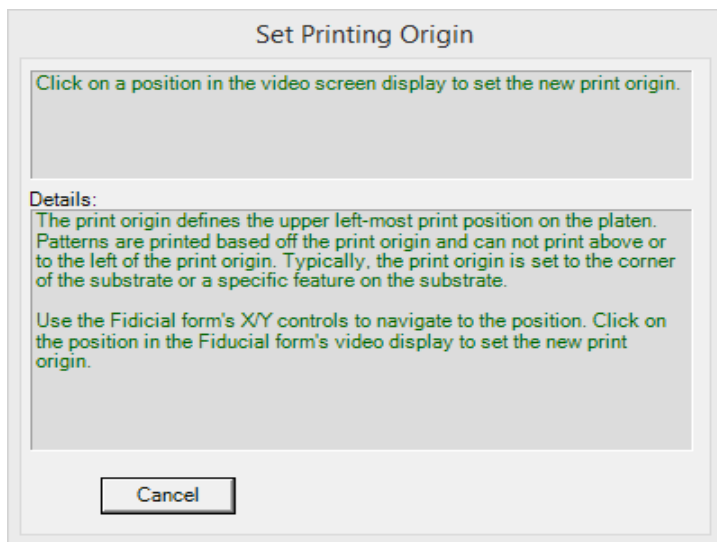 Set Printing Origin
Click on a position in the video screen display to set the new print origin.
Details:
The print origin defines the upper left-most print position on the platen.
Patterns are printed based off the print origin and can not print above or
to the left of the print origin. Typically, the print origin is set to the corner
of the substrate or a specific feature on the substrate.
Use the Fidicial form's X/Y controls to navigate to the position. Click on
the position in the Fiducial form's video display to set the new print
origin.
Cancel